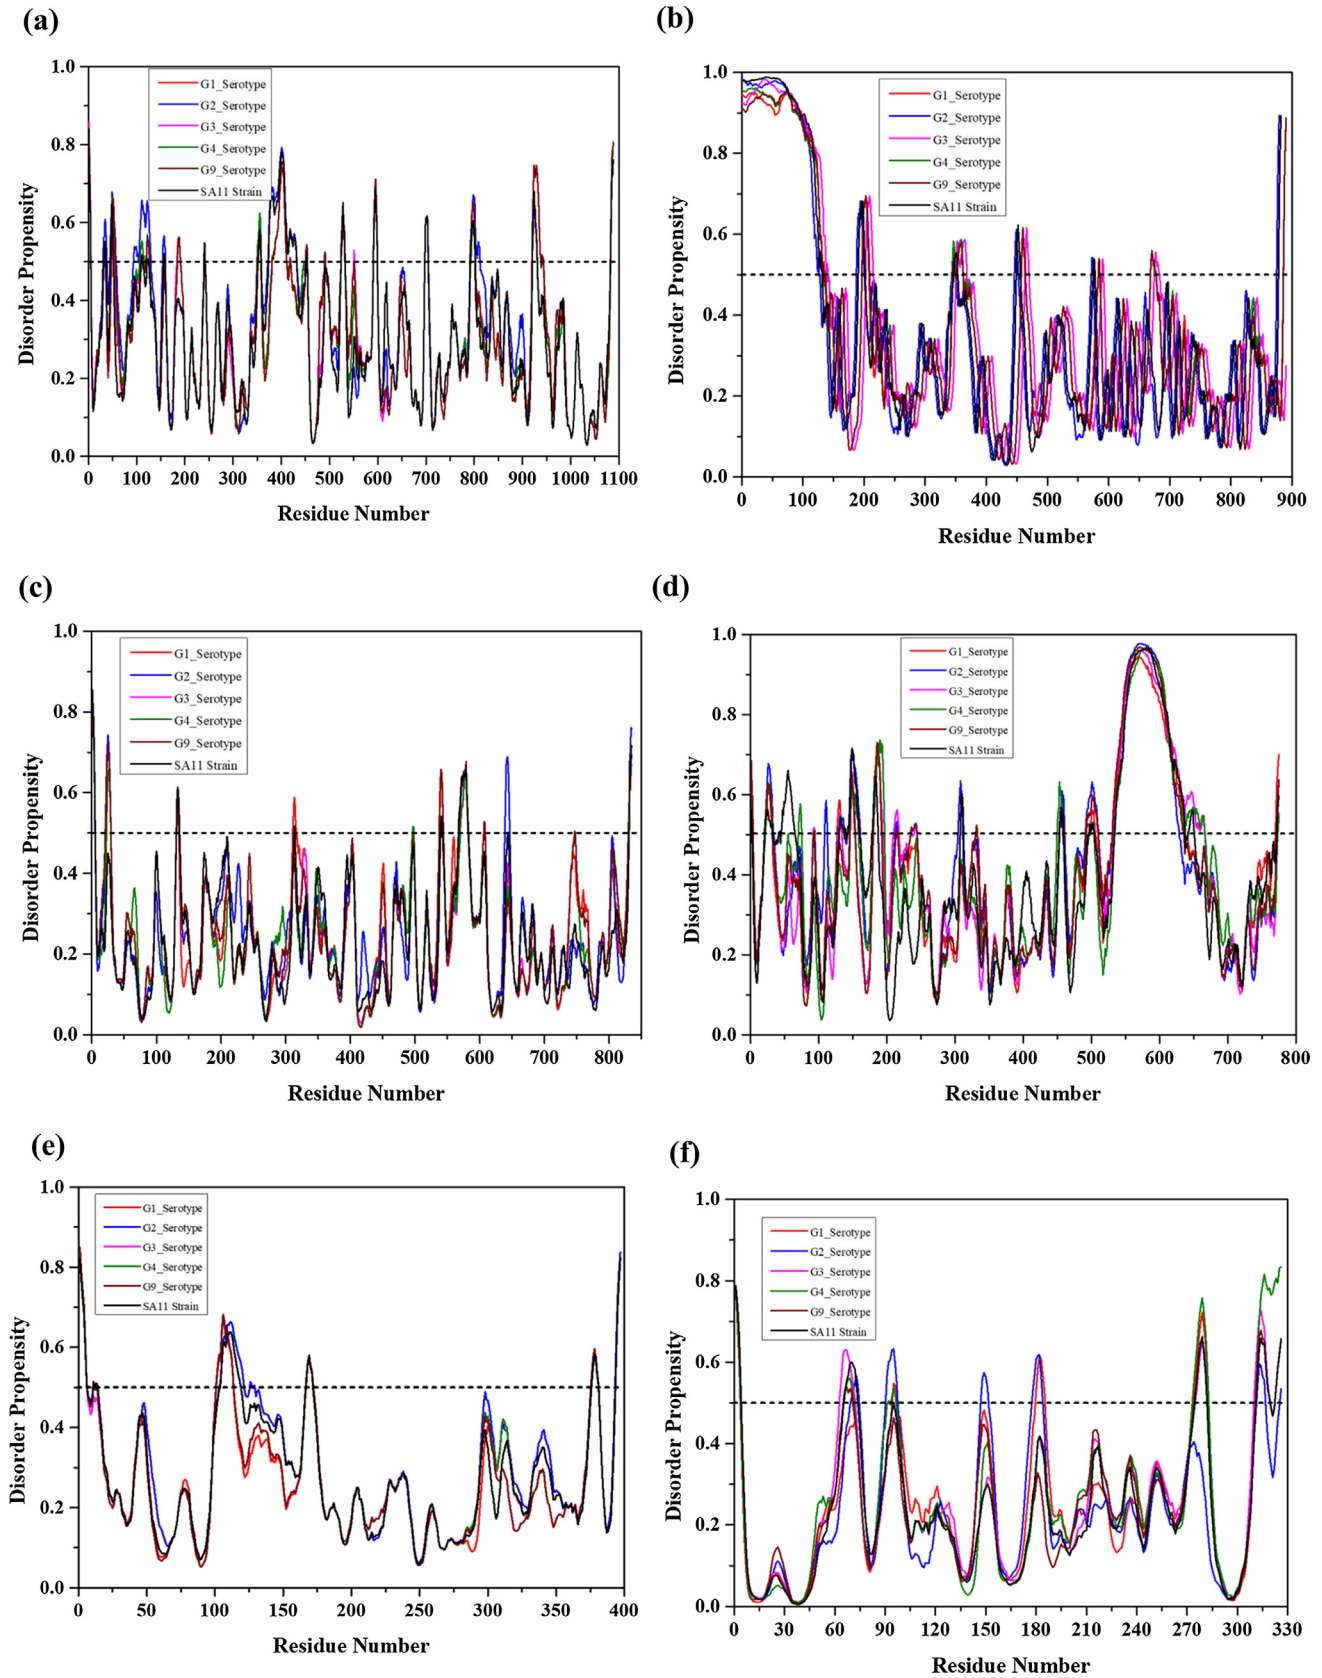 (a)
1.0
0.8
0.6
0.4
0.2
0.0
Disorder Propensity
G1_Serotype
G2_Serotype
G3_Serotype
G4_Serotype
G9_Serotype
SA11 Strain
0 100 200 300 400 500 600 700 800 900 1000 1100
Residue Number
(b)
1.0
0.8
0.6
0.4
0.2
0.0
Disorder Propensity
G1_Serotype
G2_Serotype
G3_Serotype
G4_Serotype
G9_Serotype
SA11 Strain
0 100 200 300 400 500 600 700 800 900
Residue Number
(c)
1.0
0.8
0.6
0.4
0.2
0.0
Disorder Propensity
G1_Serotype
G2_Serotype
G3_Serotype
G4_Serotype
G9_Serotype
SA11 Strain
0 100 200 300 400 500 600 700 800
Residue Number
(d)
1.0
0.8
0.6
0.4
0.2
0.0
Disorder Propensity
G1_Serotype
G2_Serotype
G3_Serotype
G4_Serotype
G9_Serotype
SA11 Strain
0 100 200 300 400 500 600 700 800
Residue Number
(e)
1.0
0.8
0.6
0.4
0.2
0.0
Disorder Propensity
G1_Serotype
G2_Serotype
G3_Serotype
G4_Serotype
G9_Serotype
SA11 Strain
0 50 100 150 200 250 300 350 400
Residue Number
(f)
1.0
0.8
0.6
0.4
0.2
0.0
Disorder Propensity
G1_Serotype
G2_Serotype
G3_Serotype
G4_Serotype
G9_Serotype
SA11 Strain
0 30 60 90 120 150 180 210 240 270 300 330
Residue Number